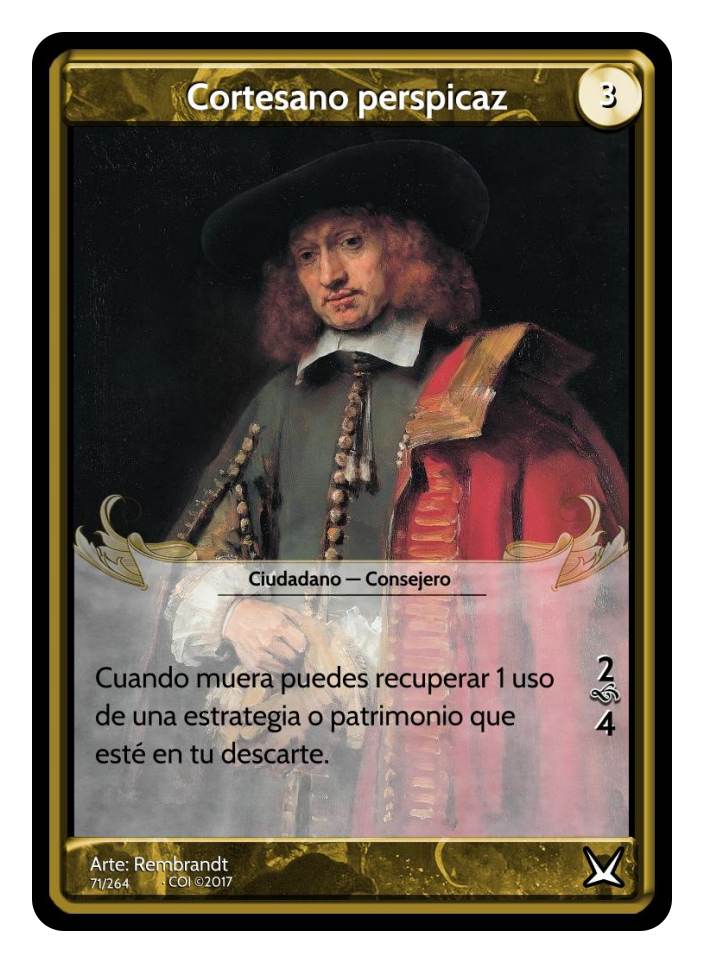 Cortesano perspicaz
3
Ciudadano — Consejero
Cuando muera puedes recuperar 1 uso
de una estrategia o patrimonio que
esté en tu descarte.
2
4
Arte: Rembrandt
71/264 · COI ©2017